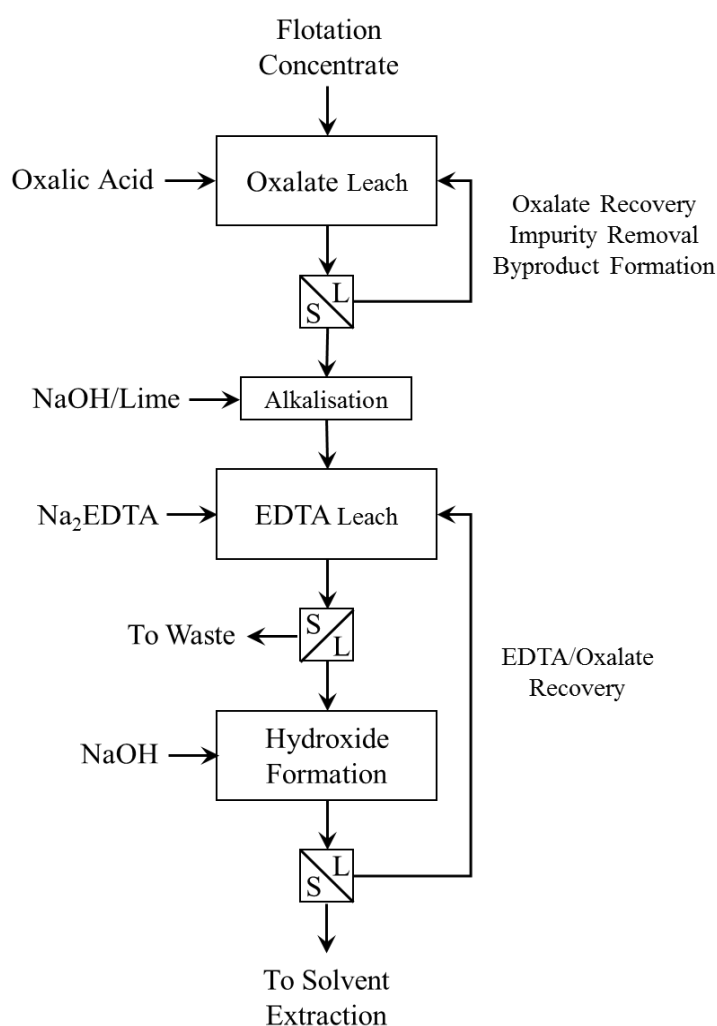 Flotation
Concentrate
Oxalic Acid
Oxalate Leach
Oxalate Recovery
Impurity Removal
Byproduct Formation
L
S
NaOH/Lime
Alkalisation
Na₂EDTA
EDTA Leach
To Waste
S
L
EDTA/Oxalate
Recovery
NaOH
Hydroxide
Formation
L
S
To Solvent
Extraction